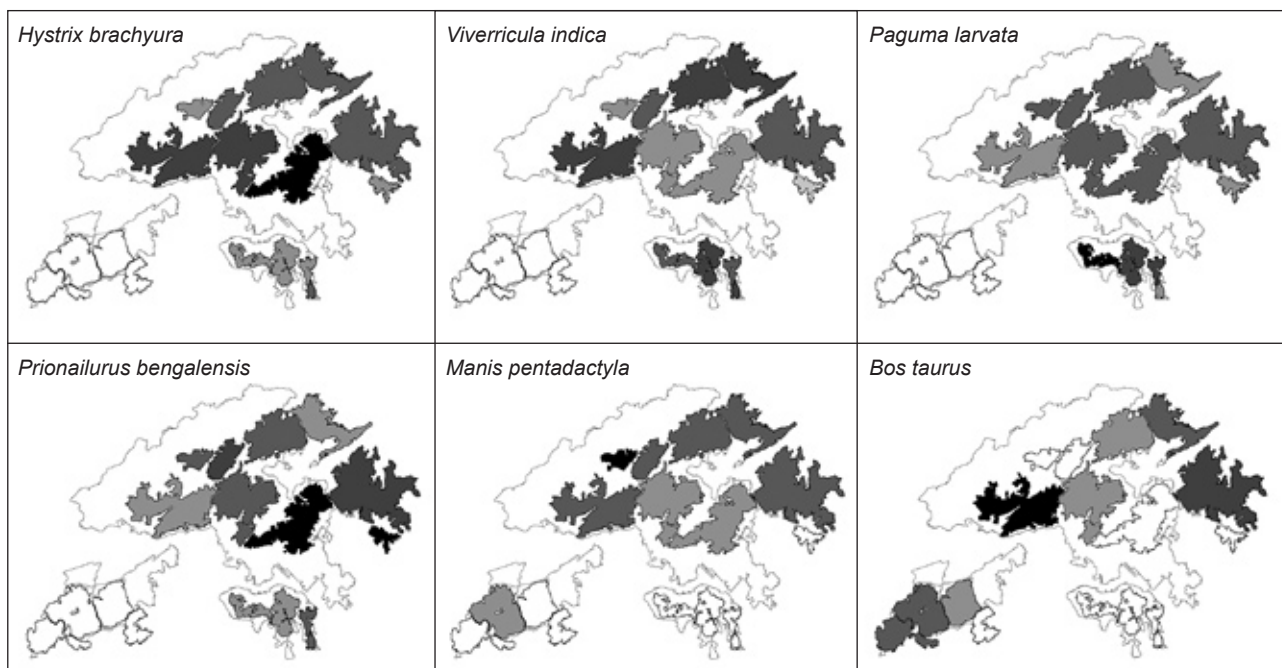 Hystrix brachyura
Viverricula indica
Paguma larvata
Prionailurus bengalensis
Manis pentadactyla
Bos taurus